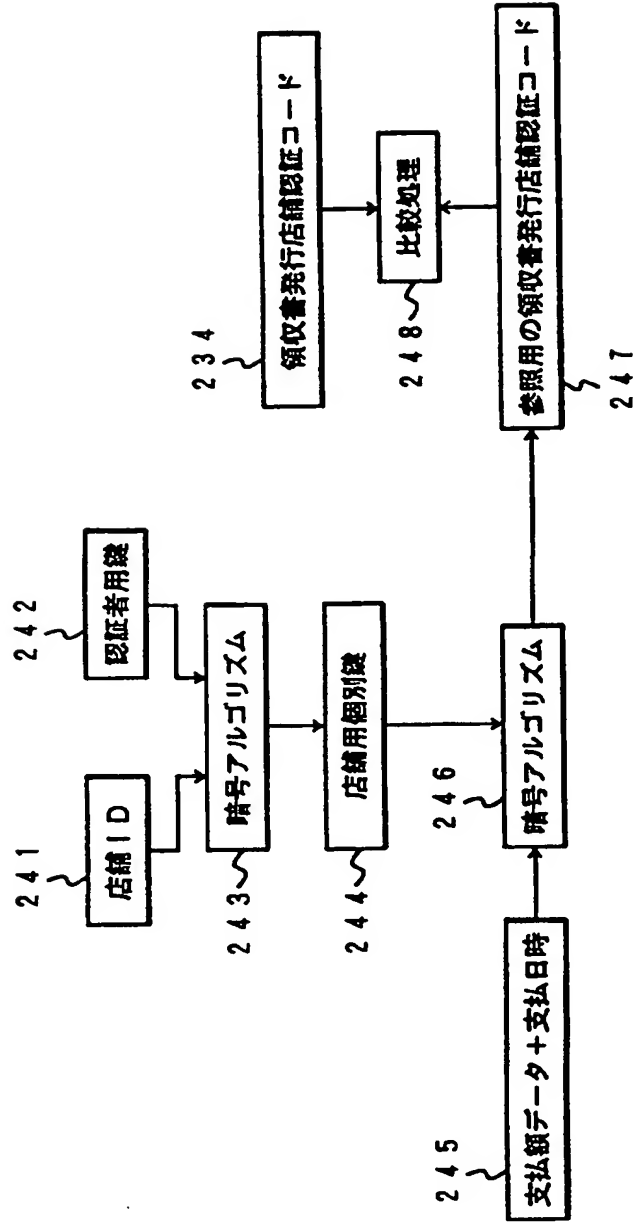 241
店舗ID
242
認証者用鍵
243
暗号アルゴリズム
244
店舗用個別鍵
245
支払額データ+支払日時
246
暗号アルゴリズム
234
領収書発行店舗認証コード
248
比較処理
参照用の領収書発行店舗認証コード
247